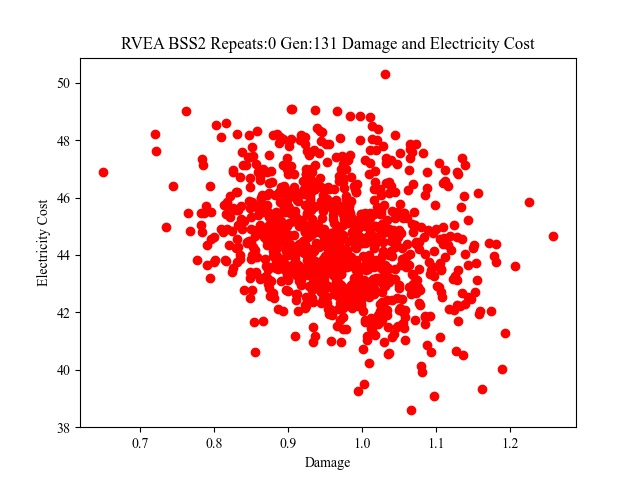 RVEA BSS2 Repeats:0 Gen:131 Damage and Electricity Cost
50
48
46
44
42
40
38
Electricity Cost
0.7 0.8 0.9 1.0 1.1 1.2
Damage